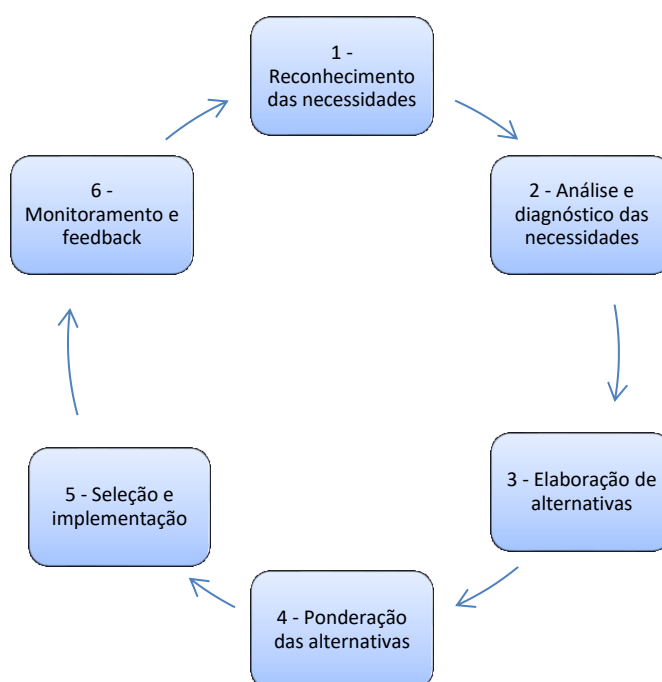 1 -
Reconhecimento
das necessidades
2 - Análise e
diagnóstico das
necessidades
3 - Elaboração de
alternativas
4 - Ponderação
das alternativas
5 - Seleção e
implementação
6 -
Monitoramento e
feedback